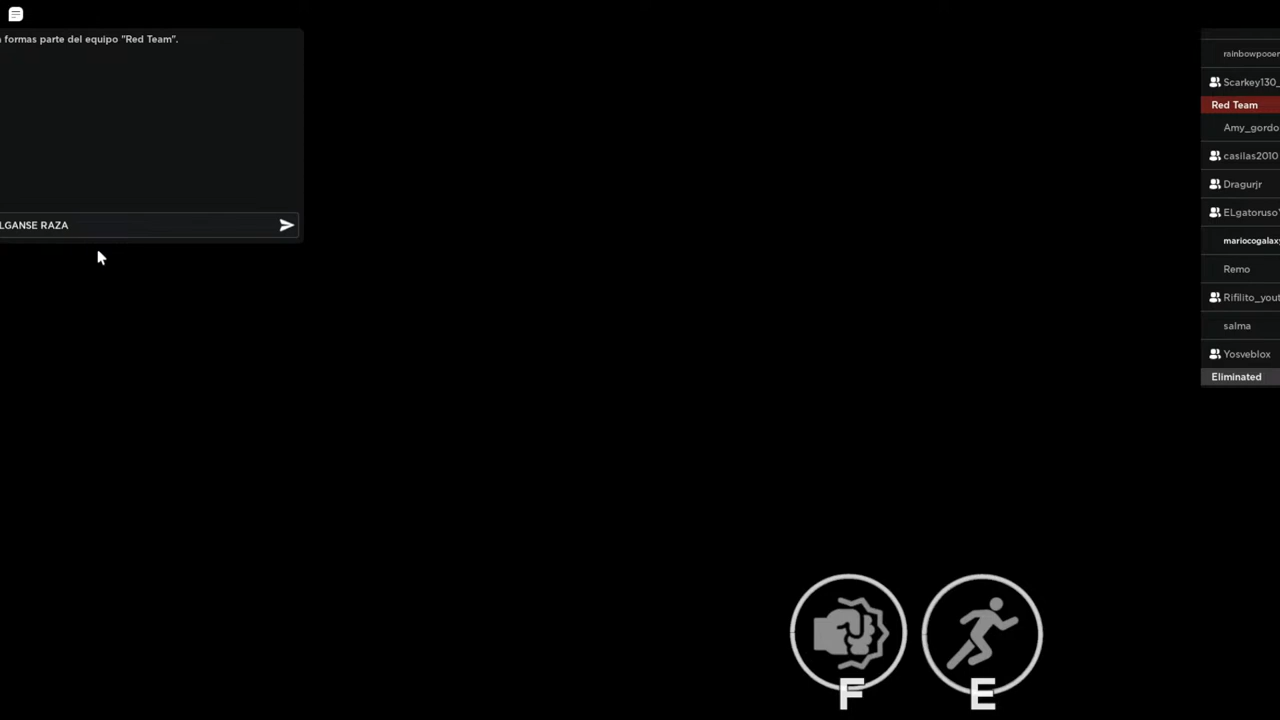 formas parte del equipo "Red Team".
LGANSE RAZA
rainbowpooer
Scarkey130_
Red Team
Amy_gordo
casilas2010
Dragurjr
ELgatoruso
mariocogalax
Remo
Rifilito_yout
salma
Yosveblox
Eliminated
F
E